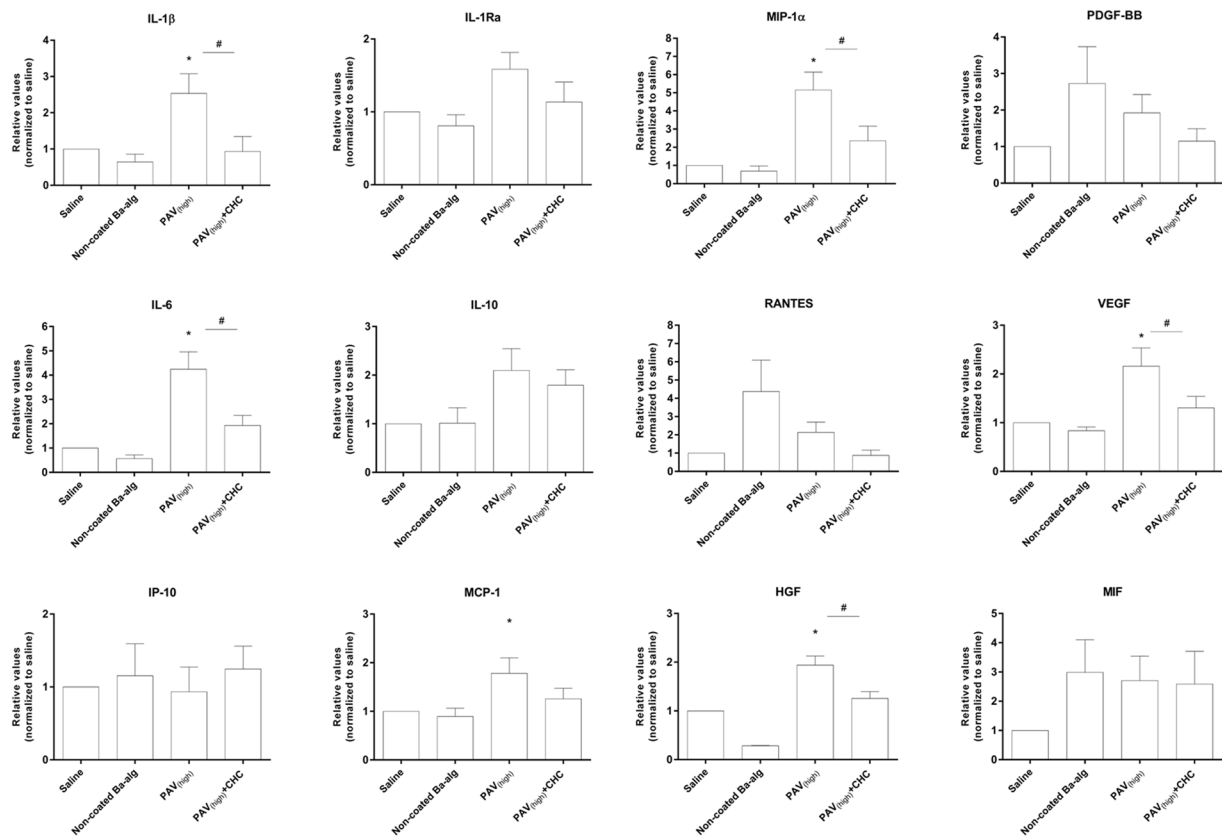 IL-1β
Relative values
(normalized to saline)
4
3
2
1
0
*
#
Saline
Non-coated Ba-alg
PAV(high)
PAV(high)+CHC
IL-1Ra
Relative values
(normalized to saline)
2
1
0
Saline
Non-coated Ba-alg
PAV(high)
PAV(high)+CHC
MIP-1α
Relative values
(normalized to saline)
8
7
6
5
4
3
2
1
0
*
#
Saline
Non-coated Ba-alg
PAV(high)
PAV(high)+CHC
PDGF-BB
Relative values
(normalized to saline)
4
3
2
1
0
Saline
Non-coated Ba-alg
PAV(high)
PAV(high)+CHC
IL-6
Relative values
(normalized to saline)
6
5
4
3
2
1
0
*
#
Saline
Non-coated Ba-alg
PAV(high)
PAV(high)+CHC
IL-10
Relative values
(normalized to saline)
3
2
1
0
Saline
Non-coated Ba-alg
PAV(high)
PAV(high)+CHC
RANTES
Relative values
(normalized to saline)
8
7
6
5
4
3
2
1
0
Saline
Non-coated Ba-alg
PAV(high)
PAV(high)+CHC
VEGF
Relative values
(normalized to saline)
3
2
1
0
*
#
Saline
Non-coated Ba-alg
PAV(high)
PAV(high)+CHC
IP-10
Relative values
(normalized to saline)
2
1
0
Saline
Non-coated Ba-alg
PAV(high)
PAV(high)+CHC
MCP-1
Relative values
(normalized to saline)
3
2
1
0
*
Saline
Non-coated Ba-alg
PAV(high)
PAV(high)+CHC
HGF
Relative values
(normalized to saline)
3
2
1
0
*
#
Saline
Non-coated Ba-alg
PAV(high)
PAV(high)+CHC
MIF
Relative values
(normalized to saline)
5
4
3
2
1
0
Saline
Non-coated Ba-alg
PAV(high)
PAV(high)+CHC